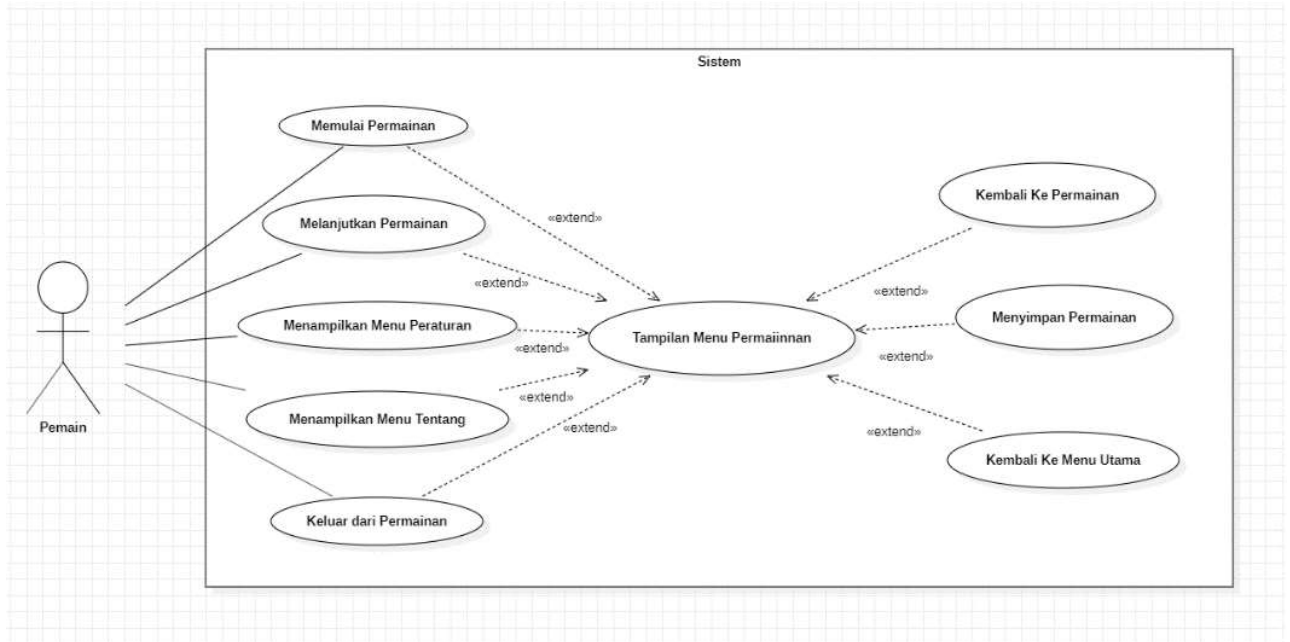 Sistem
Memulai Permainan
Kembali Ke Permainan
«extend»
Melanjutkan Permainan
«extend»
«extend»
Menyimpan Permainan
Menampilkan Menu Peraturan
Tampilan Menu Permaiinnan
«extend»
«extend»
«extend»
Menampilkan Menu Tentang
Pemain
«extend»
«extend»
Kembali Ke Menu Utama
Keluar dari Permainan